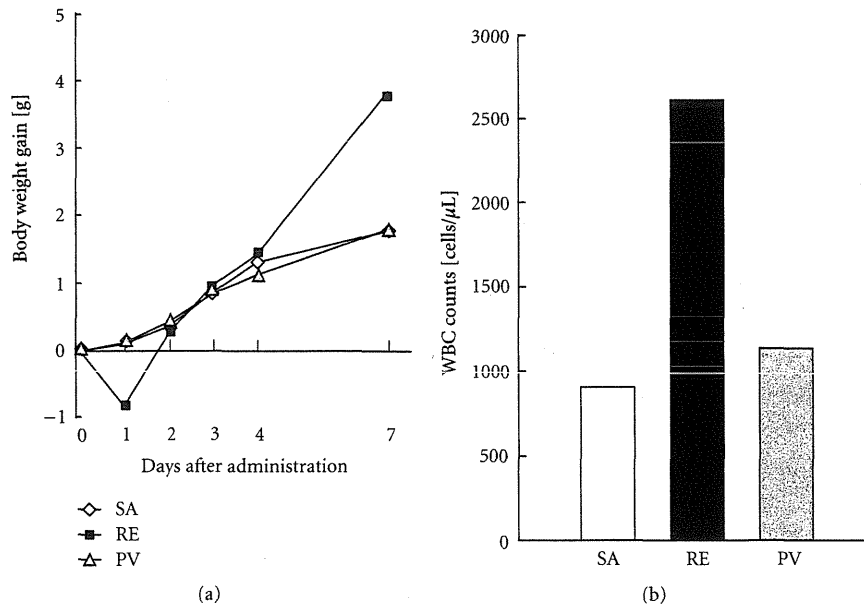 5
4
3
2
1
0
−1
Body weight gain [g]
0 1 2 3 4 7
Days after administration
SA
RE
PV
(a)
3000
2500
2000
1500
1000
500
0
WBC counts [cells/μL]
SA RE PV
(b)